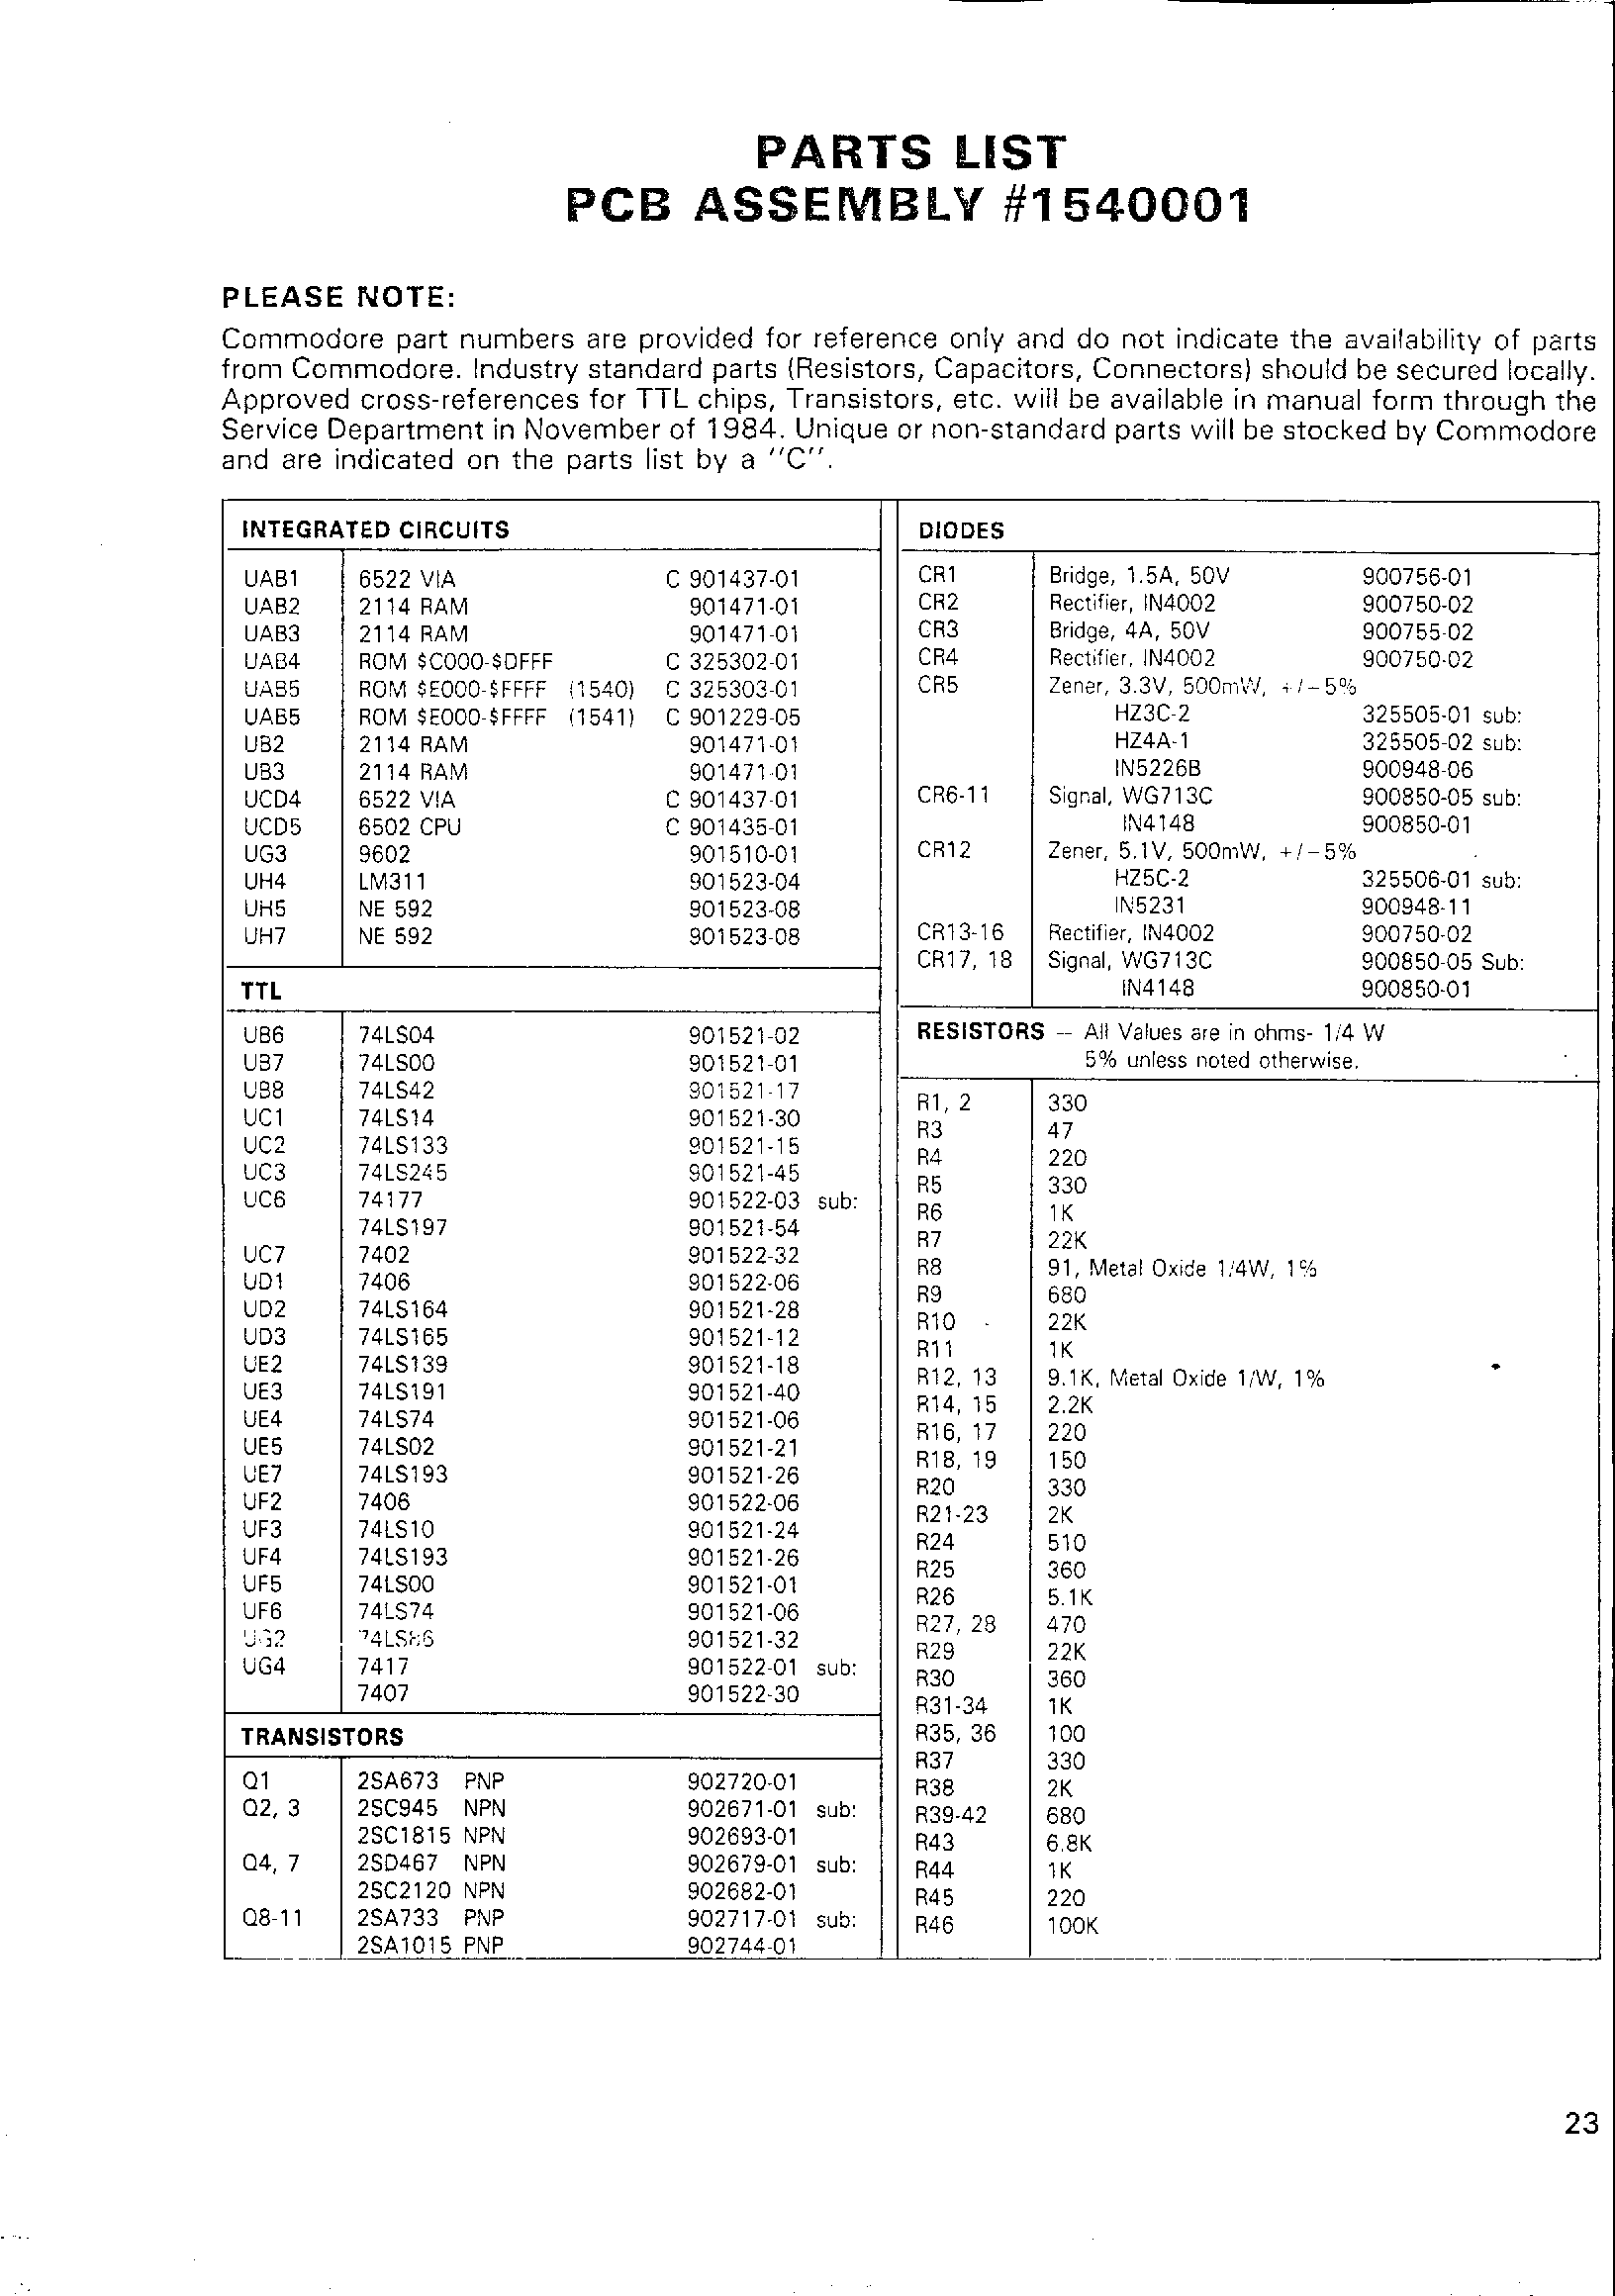 PARTS LIST
PCB ASSEMBLY #1540001
PLEASE NOTE:
Commodore part numbers are provided for reference only and do not indicate the availability of parts
from Commodore. Industry standard parts (Resistors, Capacitors, Connectors) should be secured locally.
Approved cross-references for TTL chips, Transistors, etc. will be available in manual form through the
Service Department in November of 1984. Unique or non-standard parts will be stocked by Commodore
and are indicated on the parts list by a "C".
INTEGRATED CIRCUITS
UAB1 6522 VIA C 901437-01
UAB2 2114 RAM 901471-01
UAB3 2114 RAM 901471-01
UAB4 ROM $C000-$DFFF C 325302-01
UAB5 ROM $E000-$FFFF (1540) C 325303-01
UAB5 ROM $E000-$FFFF (1541) C 901229-05
UB2 2114 RAM 901471-01
UB3 2114 RAM 901471-01
UCD4 6522 VIA C 901437-01
UCD5 6502 CPU C 901435-01
UG3 9602 901510-01
UH4 LM311 901523-04
UH5 NE 592 901523-08
UH7 NE 592 901523-08
TTL
UB6 74LS04 901521-02
UB7 74LS00 901521-01
UB8 74LS42 901521-17
UC1 74LS14 901521-30
UC2 74LS133 901521-15
UC3 74LS245 901521-45
UC6 74177 901522-03 sub:
74LS197 901521-54
UC7 7402 901522-32
UD1 7406 901522-06
UD2 74LS164 901521-28
UD3 74LS165 901521-12
UE2 74LS139 901521-18
UE3 74LS191 901521-40
UE4 74LS74 901521-06
UE5 74LS02 901521-21
UE7 74LS193 901521-26
UF2 7406 901522-06
UF3 74LS10 901521-24
UF4 74LS193 901521-26
UF5 74LS00 901521-01
UF6 74LS74 901521-06
UG2 74LS86 901521-32
UG4 7417 901522-01 sub:
7407 901522-30
TRANSISTORS
Q1 2SA673 PNP 902720-01
Q2, 3 2SC945 NPN 902671-01 sub:
2SC1815 NPN 902693-01
Q4, 7 2SD467 NPN 902679-01 sub:
2SC2120 NPN 902682-01
Q8-11 2SA733 PNP 902717-01 sub:
2SA1015 PNP 902744-01
DIODES
CR1 Bridge, 1.5A, 50V 900756-01
CR2 Rectifier, IN4002 900750-02
CR3 Bridge, 4A, 50V 900755-02
CR4 Rectifier, IN4002 900750-02
CR5 Zener, 3.3V, 500mW, +/-5%
HZ3C-2 325505-01 sub:
HZ4A-1 325505-02 sub:
IN5226B 900948-06
CR6-11 Signal, WG713C 900850-05 sub:
IN4148 900850-01
CR12 Zener, 5.1V, 500mW, +/-5%
HZ5C-2 325506-01 sub:
IN5231 900948-11
CR13-16 Rectifier, IN4002 900750-02
CR17, 18 Signal, WG713C 900850-05 Sub:
IN4148 900850-01
RESISTORS -- All Values are in ohms- 1/4 W
5% unless noted otherwise.
R1, 2 330
R3 47
R4 220
R5 330
R6 1K
R7 22K
R8 91, Metal Oxide 1/4W, 1%
R9 680
R10 22K
R11 1K
R12, 13 9.1K, Metal Oxide 1/W, 1%
R14, 15 2.2K
R16, 17 220
R18, 19 150
R20 330
R21-23 2K
R24 510
R25 360
R26 5.1K
R27, 28 470
R29 22K
R30 360
R31-34 1K
R35, 36 100
R37 330
R38 2K
R39-42 680
R43 6.8K
R44 1K
R45 220
R46 100K
23